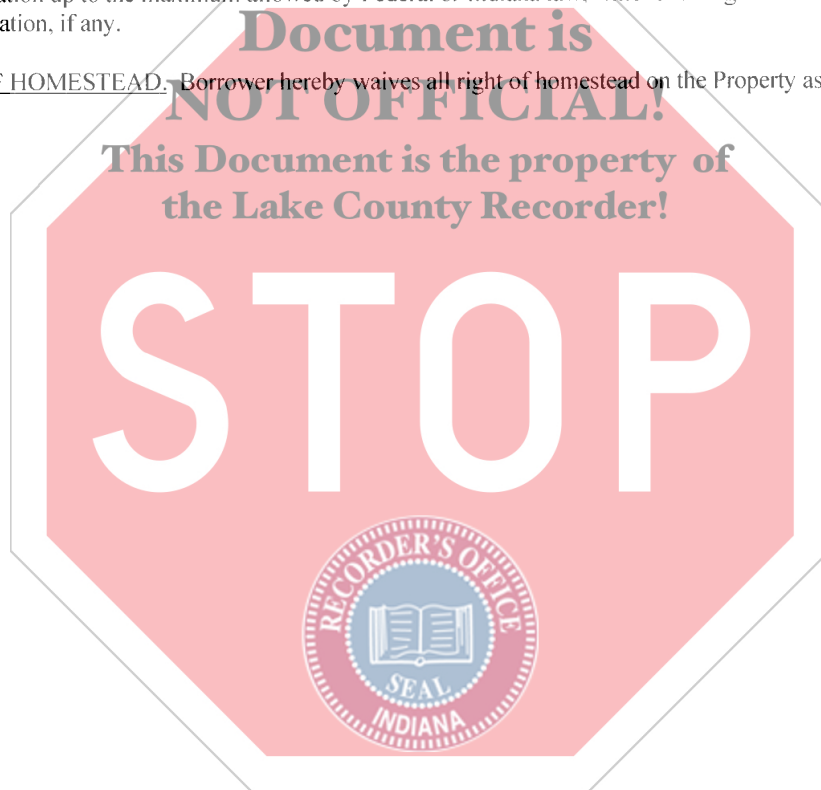 Document is
ation, if any.
HOMESTEAD. Borrower hereby waives all right of homestead on the Property as
NOT OFFICIAL!
This Document is the property of
the Lake County Recorder!
STOP
RECORDER'S OFFICE
SEAL
INDIANA